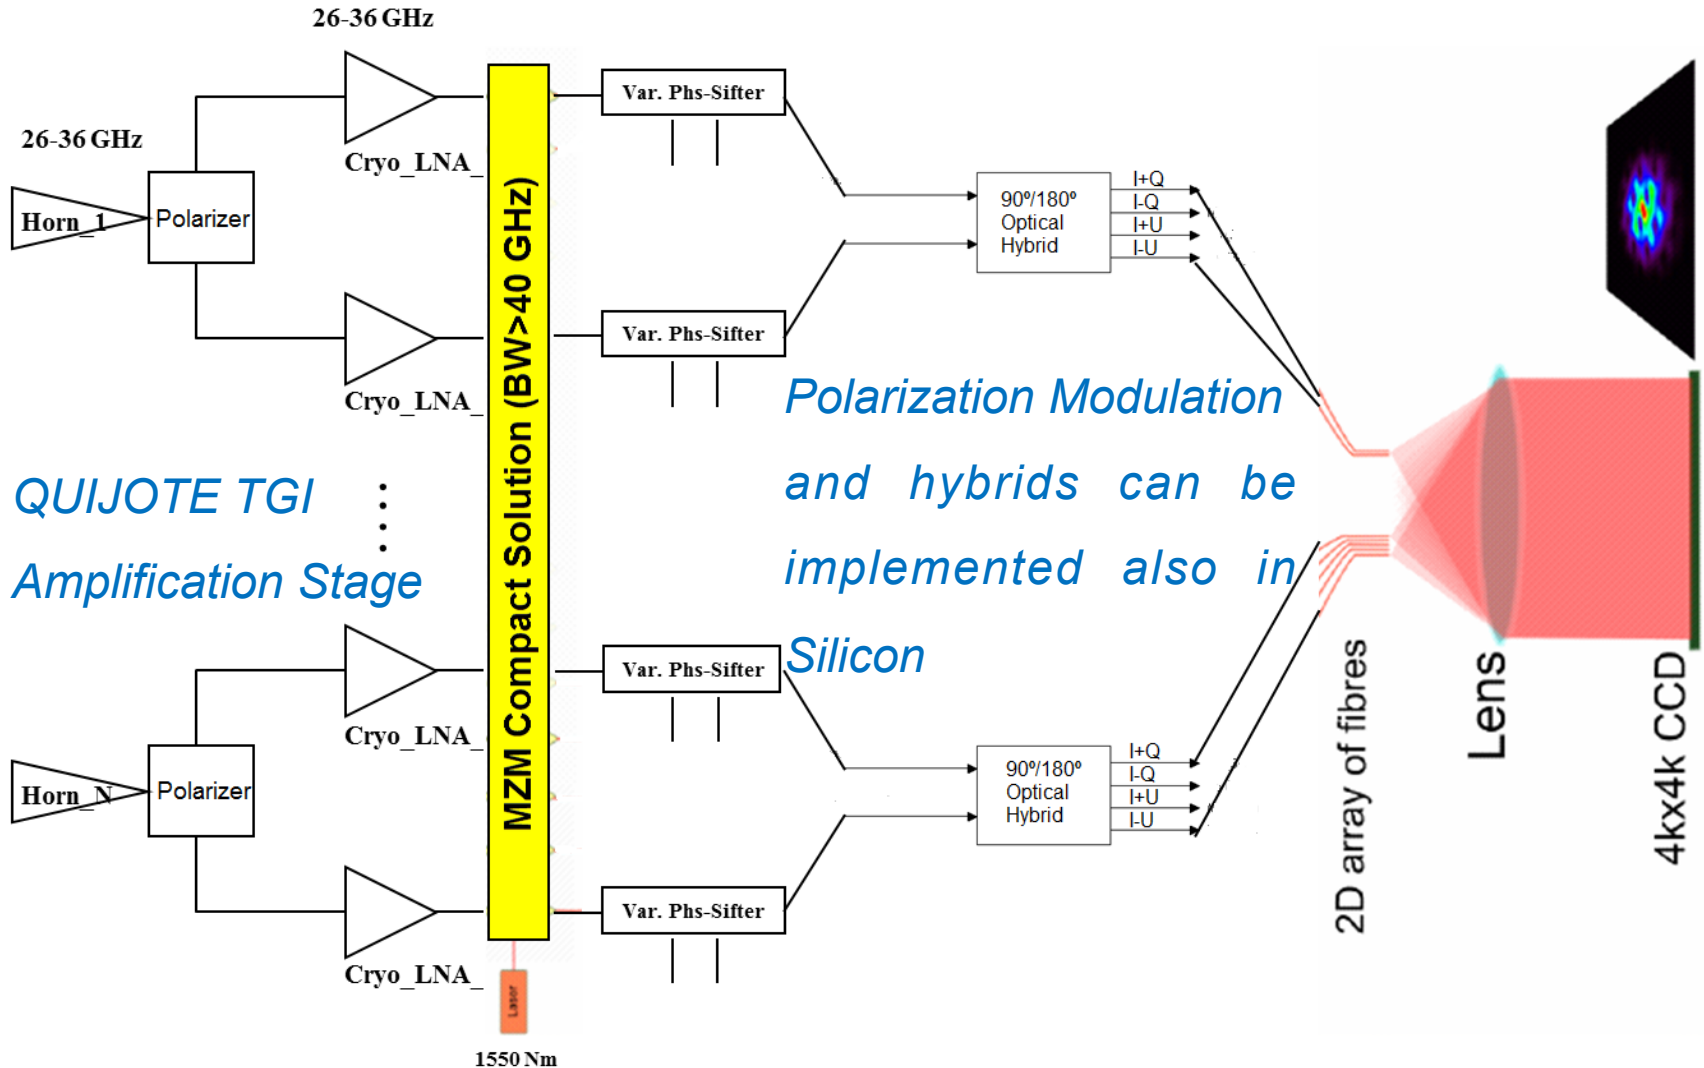 26-36 GHz
26-36 GHz
Horn_1
Polarizer
Cryo_LNA_
Cryo_LNA_
MZM Compact Solution (BW>40 GHz)
Var. Phs-Sifter
Var. Phs-Sifter
90º/180º
Optical
Hybrid
I+Q
I-Q
I+U
I-U
QUIJOTE TGI
Amplification Stage
Polarization Modulation
and hybrids can be
implemented also in
Silicon
Horn_N
Polarizer
Cryo_LNA_
Cryo_LNA_
Var. Phs-Sifter
Var. Phs-Sifter
90º/180º
Optical
Hybrid
I+Q
I-Q
I+U
I-U
2D array of fibres
Lens
4kx4k CCD
Laser
1550 Nm